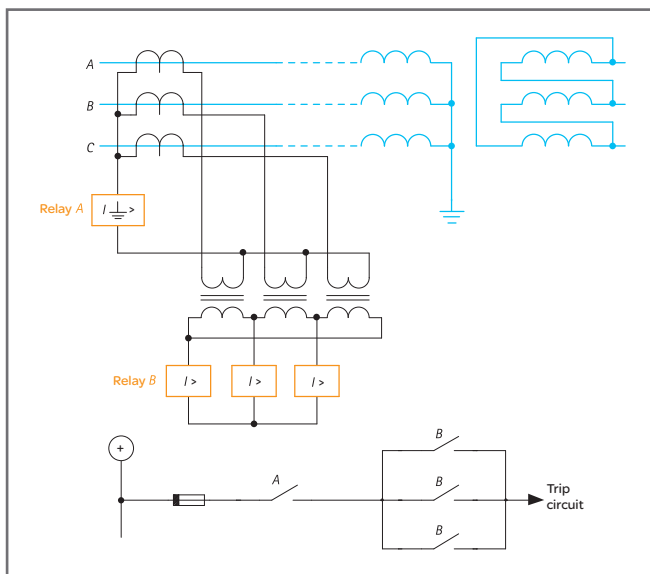 A
B
C
Relay A
I >
Relay B
I >
I >
I >
+
A
B
B
B
Trip
circuit